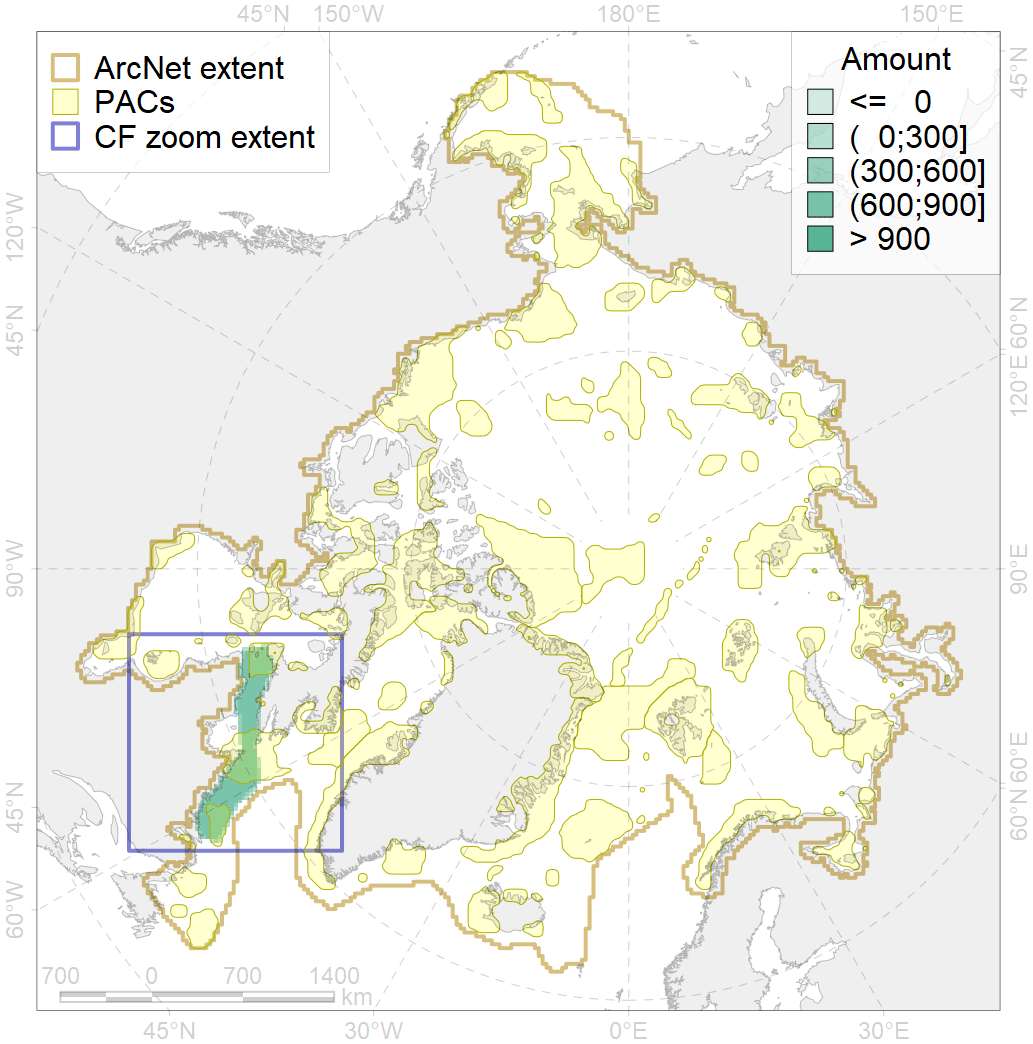 45°N 150°W 180°E 150°E
ArcNet extent
PACs
CF zoom extent
Amount
<= 0
( 0;300]
(300;600]
(600;900]
> 900
120°W
45°N
90°W
45°N
60°W
45°N
60°N
120°E
90°E
60°E
60°N
700 0 700 1400
km
45°N 30°W 0°E 30°E